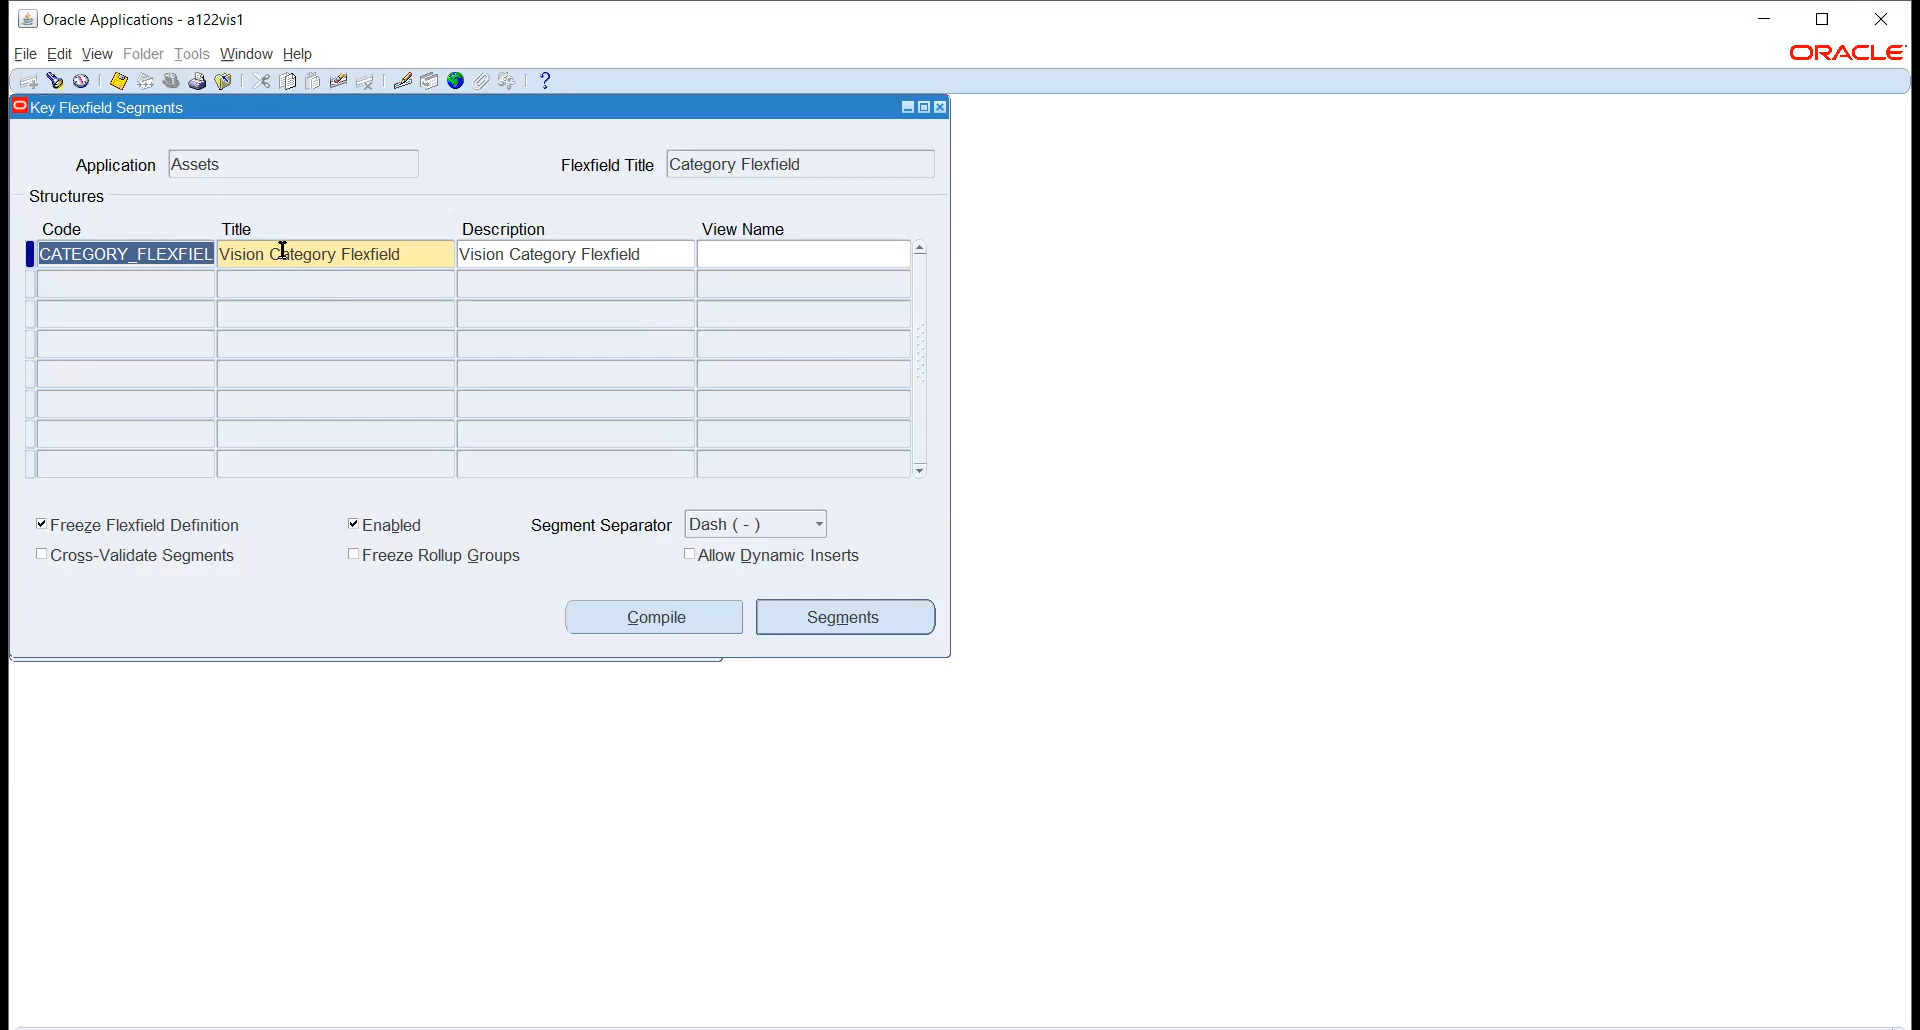 Oracle Applications - a122vis1
File Edit View Folder Tools Window Help
ORACLE
Key Flexfield Segments
Application Assets Flexfield Title Category Flexfield
Structures
Code Title Description View Name
CATEGORY_FLEXFIEL Vision Category Flexfield Vision Category Flexfield
Freeze Flexfield Definition Enabled Segment Separator Dash ( - )
Cross-Validate Segments Freeze Rollup Groups Allow Dynamic Inserts
Compile Segments